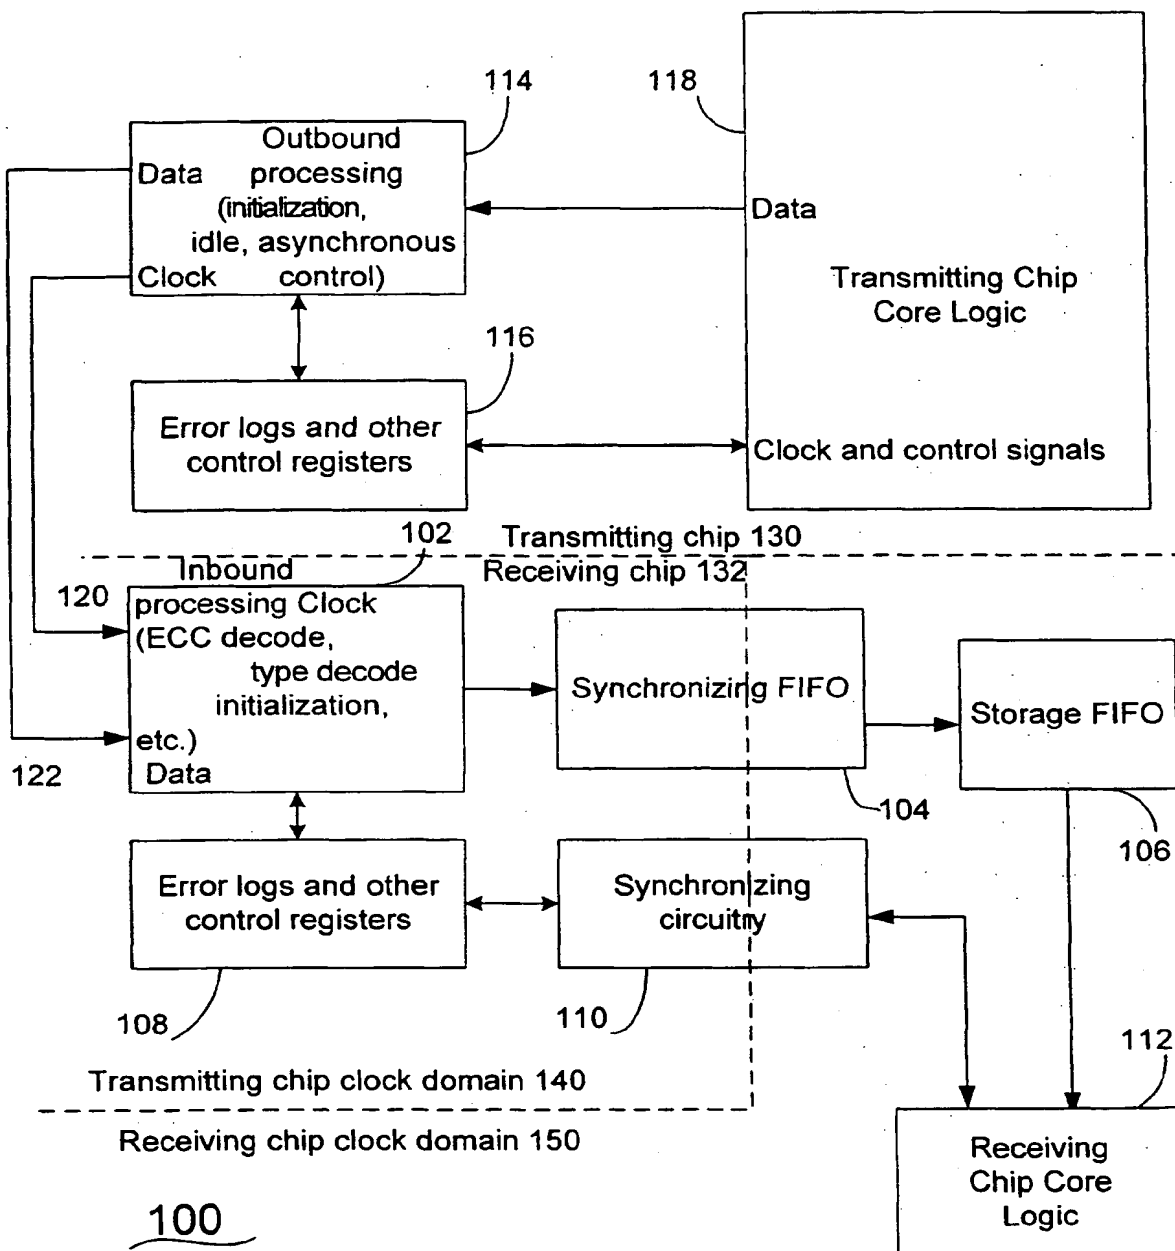 114
118
Outbound
Data processing
(initialization,
idle, asynchronous
Clock control)
Data
Transmitting Chip
Core Logic
116
Error logs and other
control registers
Clock and control signals
102
Transmitting chip 130
Inbound
Receiving chip 132
120
processing Clock
(ECC decode,
type decode
initialization,
etc.)
Data
122
Synchronizing FIFO
Storage FIFO
104
106
Error logs and other
control registers
Synchronizing
circuitry
108
110
112
Transmitting chip clock domain 140
Receiving chip clock domain 150
Receiving
Chip Core
Logic
100